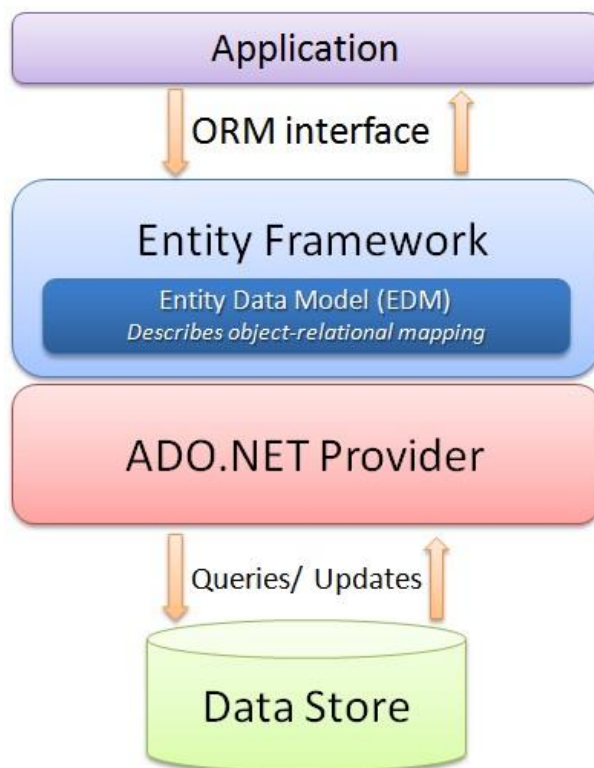 Application
ORM interface
Entity Framework
Entity Data Model (EDM)
Describes object-relational mapping
ADO.NET Provider
Queries/ Updates
Data Store